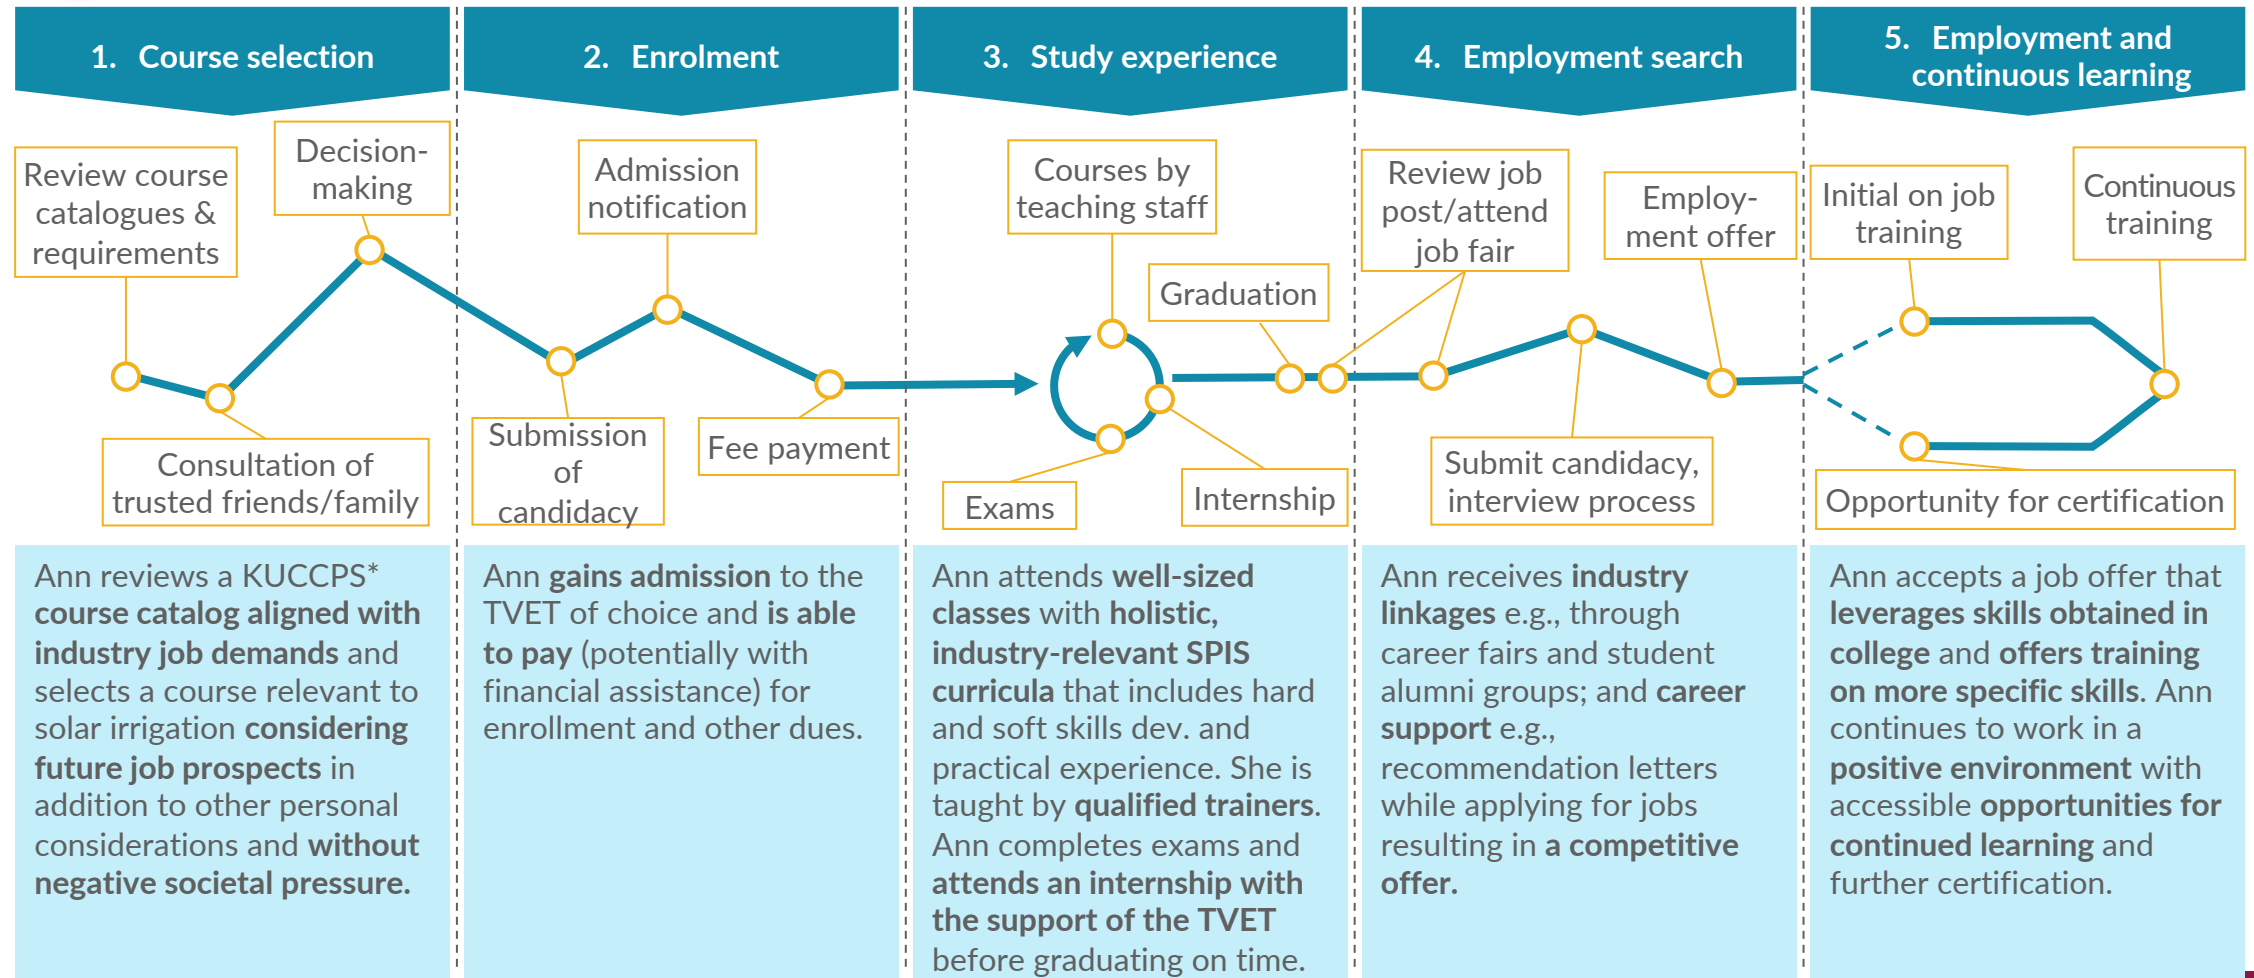 1. Course selection
2. Enrolment
3. Study experience
4. Employment search
5. Employment and
continuous learning
Review course
catalogues &
requirements
Decision-
making
Consultation of
trusted friends/family
Admission
notification
Submission
of
candidacy
Fee payment
Courses by
teaching staff
Graduation
Exams
Internship
Review job
post/attend
job fair
Employ-
ment offer
Submit candidacy,
interview process
Initial on job
training
Continuous
training
Opportunity for certification
Ann reviews a KUCCPS*
course catalog aligned with
industry job demands and
selects a course relevant to
solar irrigation considering
future job prospects in
addition to other personal
considerations and without
negative societal pressure.
Ann gains admission to the
TVET of choice and is able
to pay (potentially with
financial assistance) for
enrollment and other dues.
Ann attends well-sized
classes with holistic,
industry-relevant SPIS
curricula that includes hard
and soft skills dev. and
practical experience. She is
taught by qualified trainers.
Ann completes exams and
attends an internship with
the support of the TVET
before graduating on time.
Ann receives industry
linkages e.g., through
career fairs and student
alumni groups; and career
support e.g.,
recommendation letters
while applying for jobs
resulting in a competitive
offer.
Ann accepts a job offer that
leverages skills obtained in
college and offers training
on more specific skills. Ann
continues to work in a
positive environment with
accessible opportunities for
continued learning and
further certification.